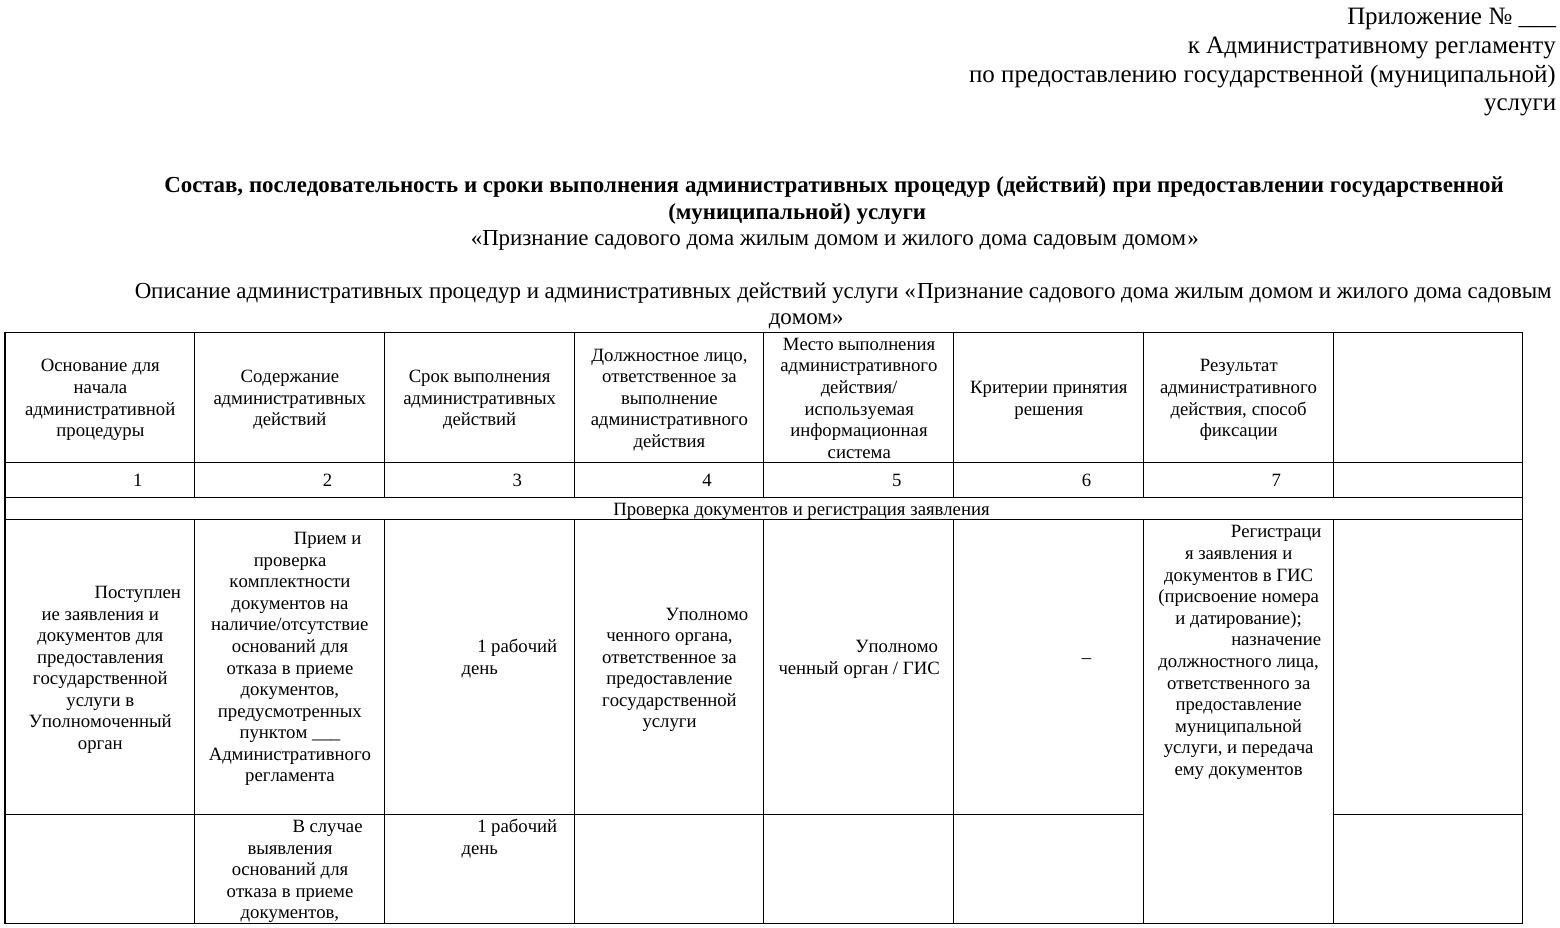 Приложение № ___
к Административному регламенту
по предоставлению государственной (муниципальной)
услуги
Состав, последовательность и сроки выполнения административных процедур (действий) при предоставлении государственной
(муниципальной) услуги
«Признание садового дома жилым домом и жилого дома садовым домом»
Описание административных процедур и административных действий услуги «Признание садового дома жилым домом и жилого дома садовым
домом»
Основание для
начала
административной
процедуры
Содержание
административных
действий
Срок выполнения
административных
действий
Должностное лицо,
ответственное за
выполнение
административного
действия
Место выполнения
административного
действия/
используемая
информационная
система
Критерии принятия
решения
Результат
административного
действия, способ
фиксации
1
2
3
4
5
6
7
Проверка документов и регистрация заявления
Поступлен
ие заявления и
документов для
предоставления
государственной
услуги в
Уполномоченный
орган
Прием и
проверка
комплектности
документов на
наличие/отсутствие
оснований для
отказа в приеме
документов,
предусмотренных
пунктом ___
Административного
регламента
1 рабочий
день
Уполномо
ченного органа,
ответственное за
предоставление
государственной
услуги
Уполномо
ченный орган / ГИС
–
Регистраци
я заявления и
документов в ГИС
(присвоение номера
и датирование);
назначение
должностного лица,
ответственного за
предоставление
муниципальной
услуги, и передача
ему документов
В случае
выявления
оснований для
отказа в приеме
документов,
1 рабочий
день